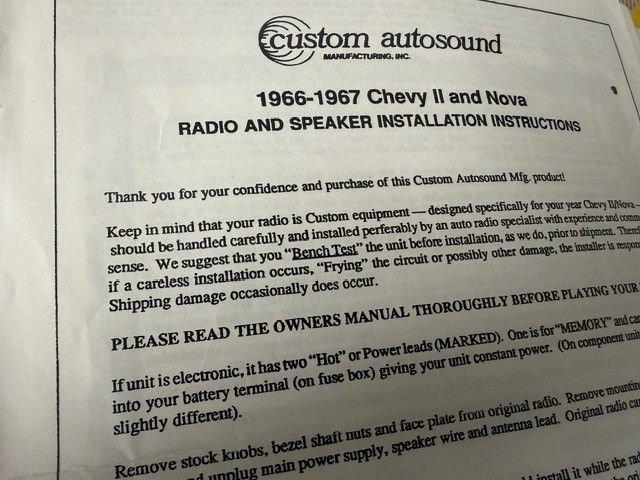 custom autosound
MANUFACTURING, INC.
1966-1967 Chevy II and Nova
RADIO AND SPEAKER INSTALLATION INSTRUCTIONS
Thank you for your confidence and purchase of this Custom Autosound Mfg. product!
Keep in mind that your radio is Custom equipment — designed specifically for your year Chevy II/Nova —
should be handled carefully and installed perferably by an auto radio specialist with experience and
sense. We suggest that you "Bench Test" the unit before installation, as we do, prior to shipment.
if a careless installation occurs, "Frying" the circuit or possibly other damage, the installer is
Shipping damage occasionally does occur.
PLEASE READ THE OWNERS MANUAL THOROUGHLY BEFORE PLAYING YOUR
If unit is electronic, it has two "Hot" or Power leads (MARKED). One is for "MEMORY" and
into your battery terminal (on fuse box) giving your unit constant power. (On component
slightly different).
Remove stock knobs, bezel shaft nuts and face plate from original radio. Remove
unplug main power supply, speaker wire and antenna lead. Original radio
install it while the